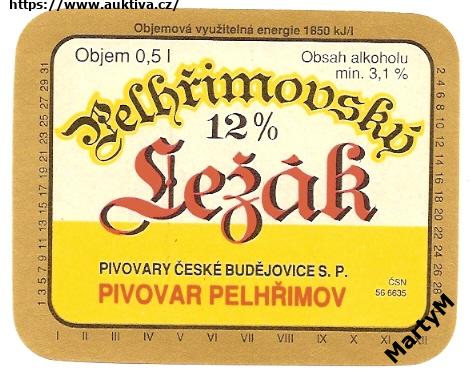 https://www.auktiva.cz/
Objemová využitelná energie 1850 kJ/l
Objem 0,5 l
Obsah alkoholu
min. 3,1 %
Pelhřimovský
12%
Ležák
PIVOVARY ČESKÉ BUDĚJOVICE S. P.
PIVOVAR PELHŘIMOV
ČSN
56 6635
1 3 5 7 9 11 13 15 17 19 21 23 25 27 29 31
2 4 6 8 10 12 14 16 18 20 22 24 26 28
I II III IV V VI VII VIII IX X XII
MartyM